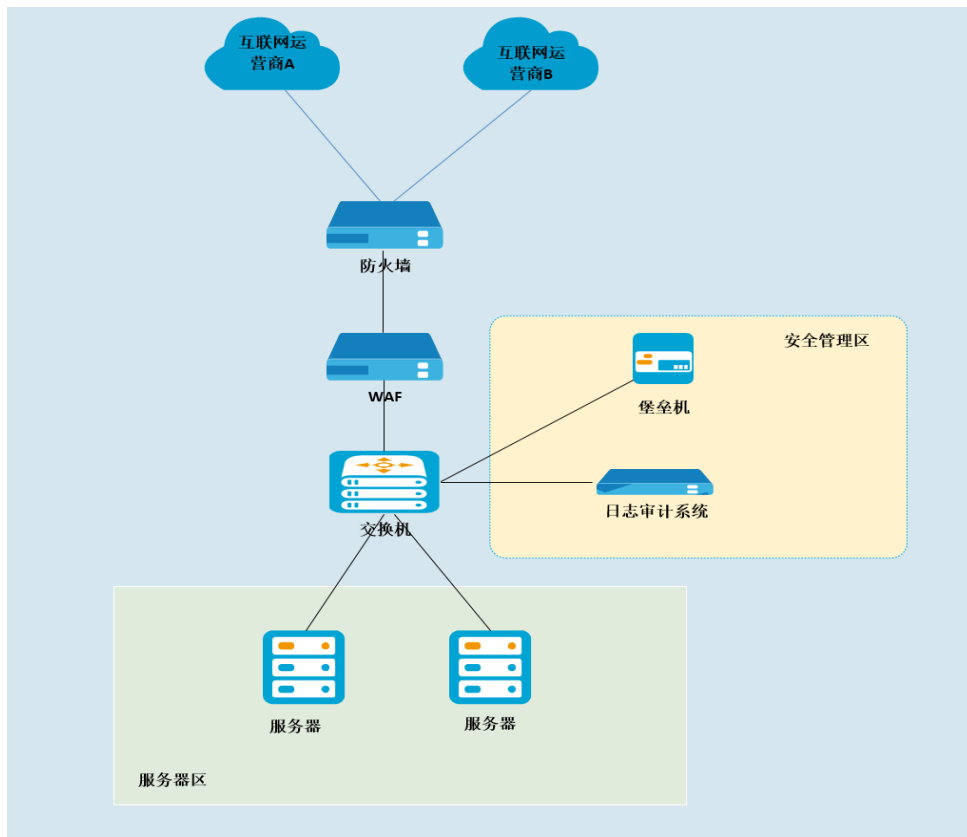 互联网运
营商A
互联网运
营商B
防火墙
WAF
安全管理区
堡垒机
日志审计系统
交换机
服务器
服务器
服务器区